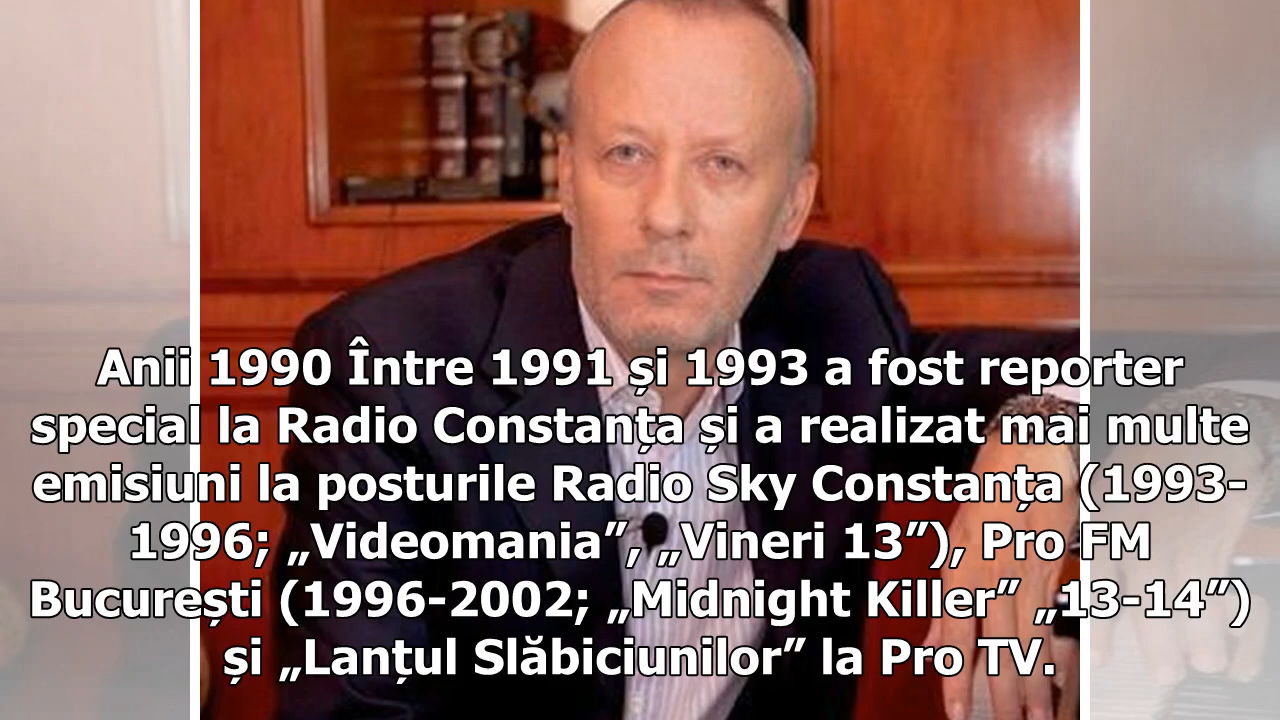 Anii 1990 Între 1991 și 1993 a fost reporter
special la Radio Constanța și a realizat mai multe
emisiuni la posturile Radio Sky Constanța (1993-
1996; „Videomania”, „Vineri 13”), Pro FM
București (1996-2002; „Midnight Killer” „13-14”)
și „Lanțul Slăbiciunilor” la Pro TV.